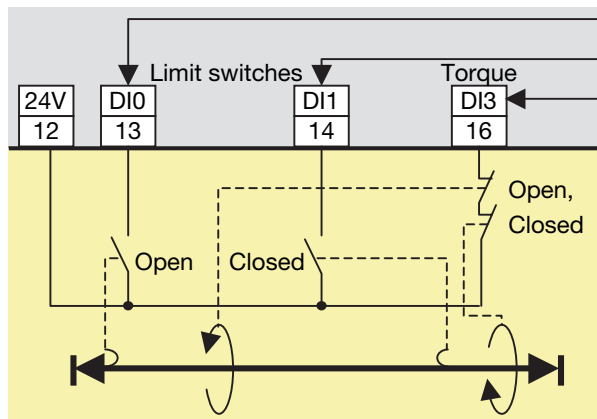 Limit switches
Torque
24V
DI0
DI1
DI3
12
13
14
16
Open,
Closed
Open
Closed